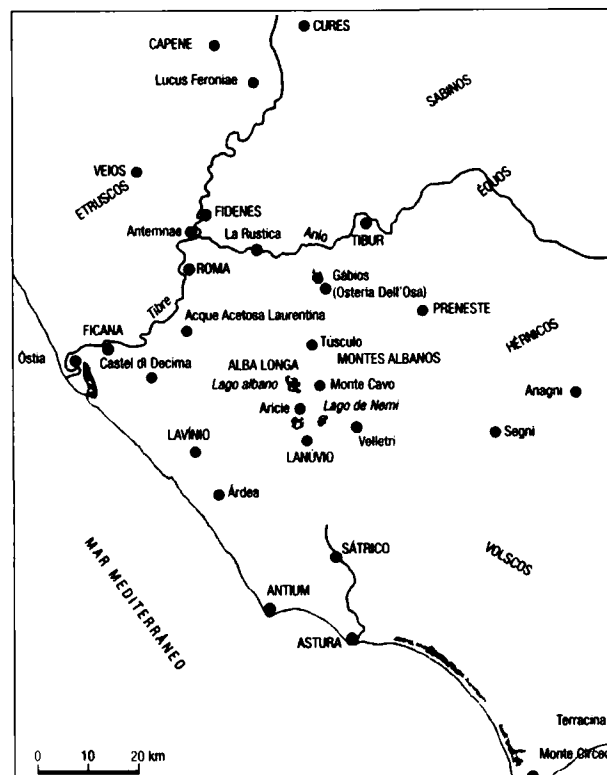 CURES
CAPENE
Lucus Feroniae
SABINOS
VEIOS
ETRUSCOS
ÉQUOS
FIDENES
Antemnae
La Rustica
Anio
TIBUR
ROMA
Gábios
(Osteria Dell'Osa)
Tibre
PRENESTE
Acque Acetosa Laurentina
FICANA
HÉRNICOS
Óstia
Castel di Decima
Túsculo
ALBA LONGA
MONTES ALBANOS
Lago albano
Monte Cavo
Anagni
Aricie
Lago de Nemi
Velletri
Segni
LAVÍNIO
LANÚVIO
Árdea
SÁTRICO
VOLSCOS
MAR MEDITERRÂNEO
ANTIUM
ASTURA
Terracina
Monte Circeo
0 10 20 km